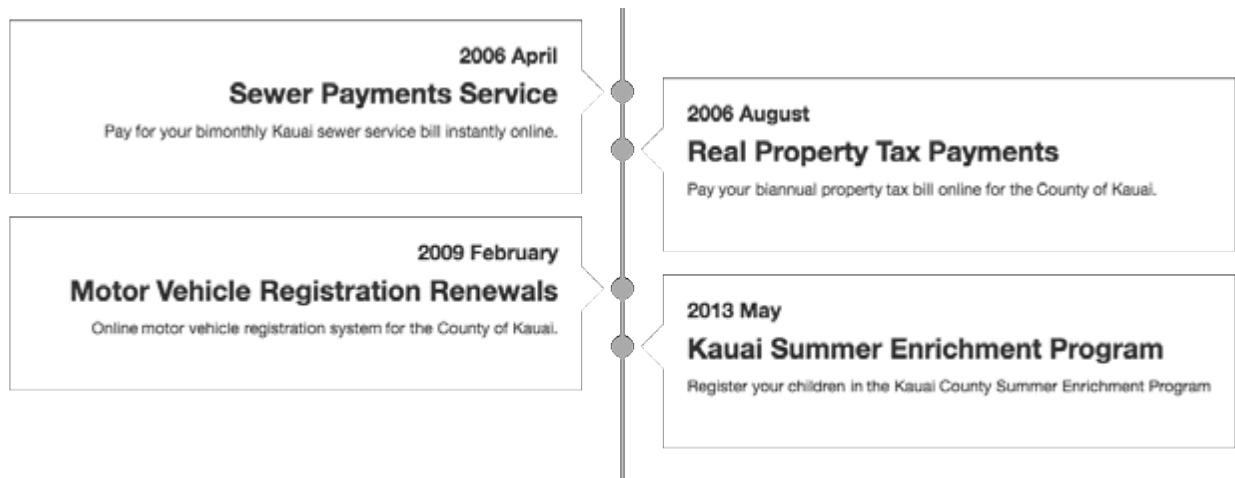 2006 April
Sewer Payments Service
Pay for your bimonthly Kauai sewer service bill instantly online.
2006 August
Real Property Tax Payments
Pay your biannual property tax bill online for the County of Kauai.
2009 February
Motor Vehicle Registration Renewals
Online motor vehicle registration system for the County of Kauai.
2013 May
Kauai Summer Enrichment Program
Register your children in the Kauai County Summer Enrichment Program